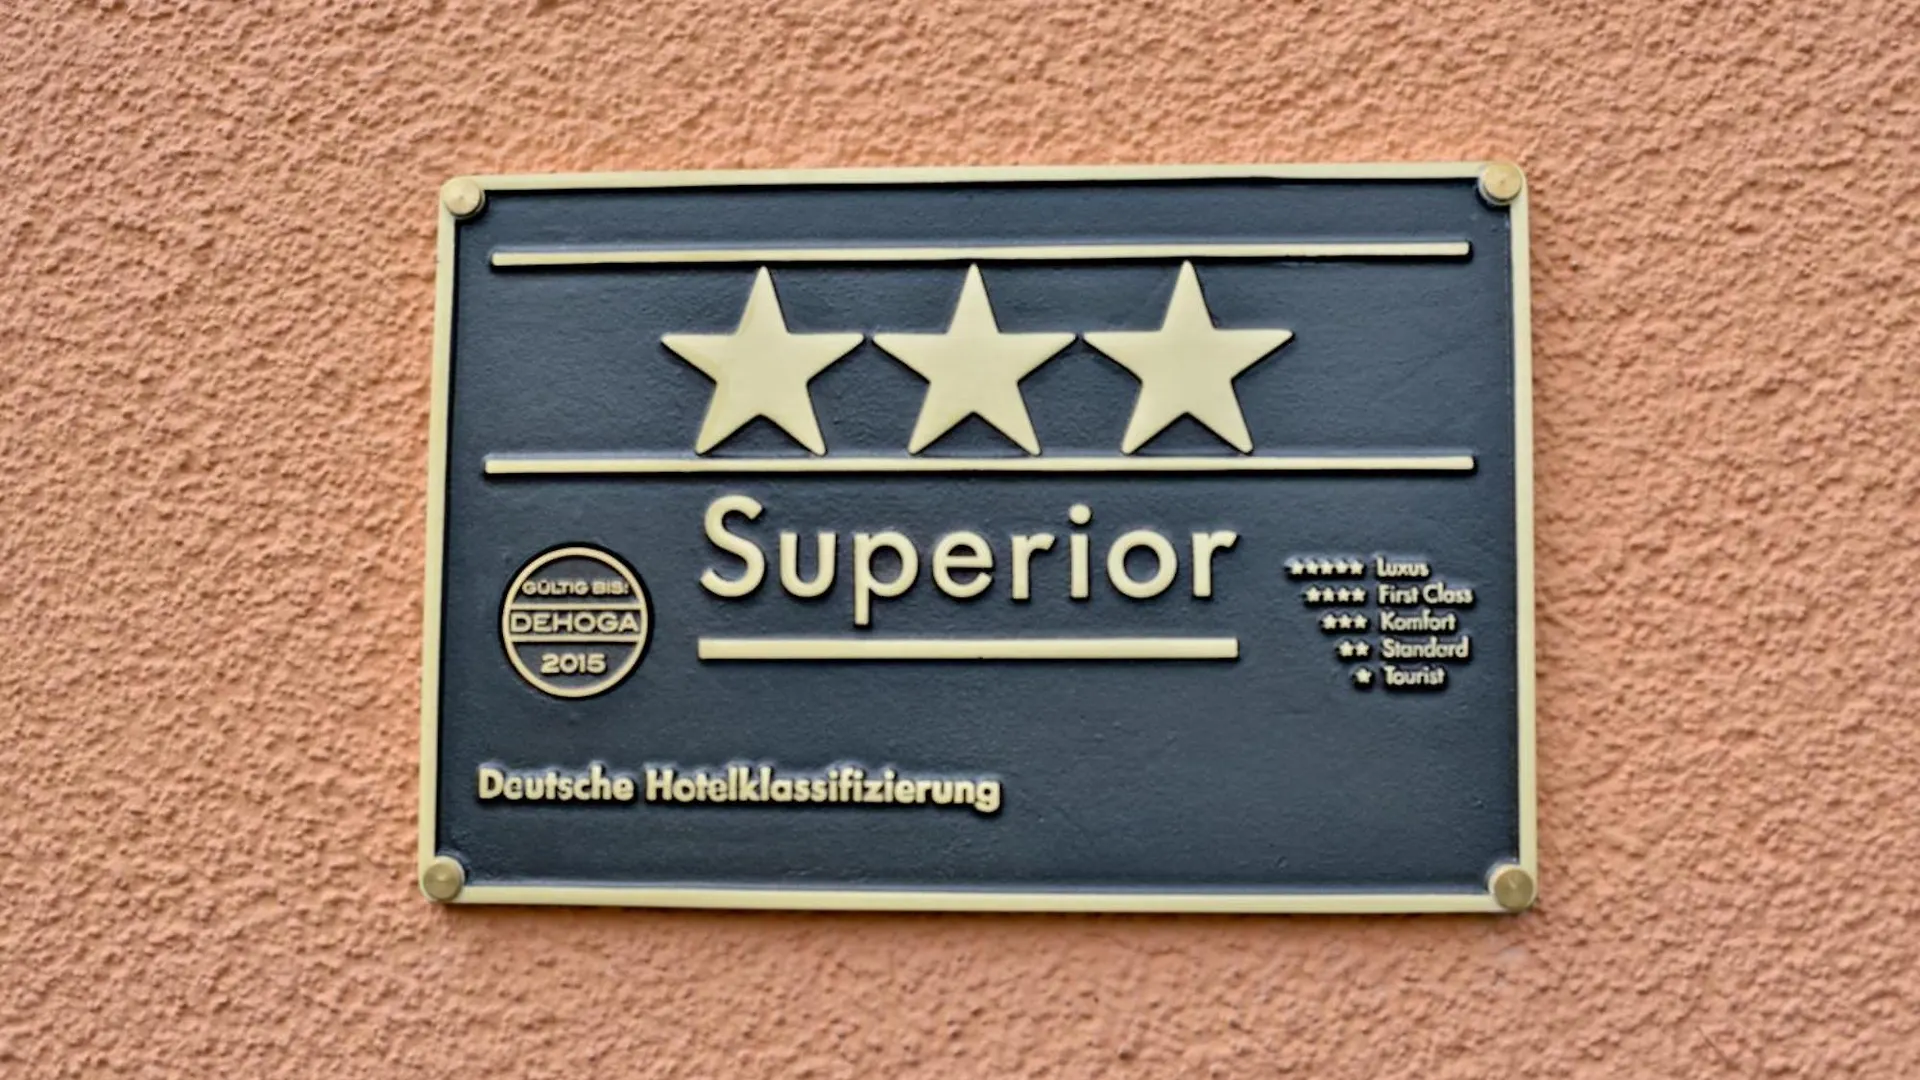 Superior
GÜLTIG BIS:
DEHOGA
2015
Luxus
First Class
Komfort
Standard
Tourist
Deutsche Hotelklassifizierung